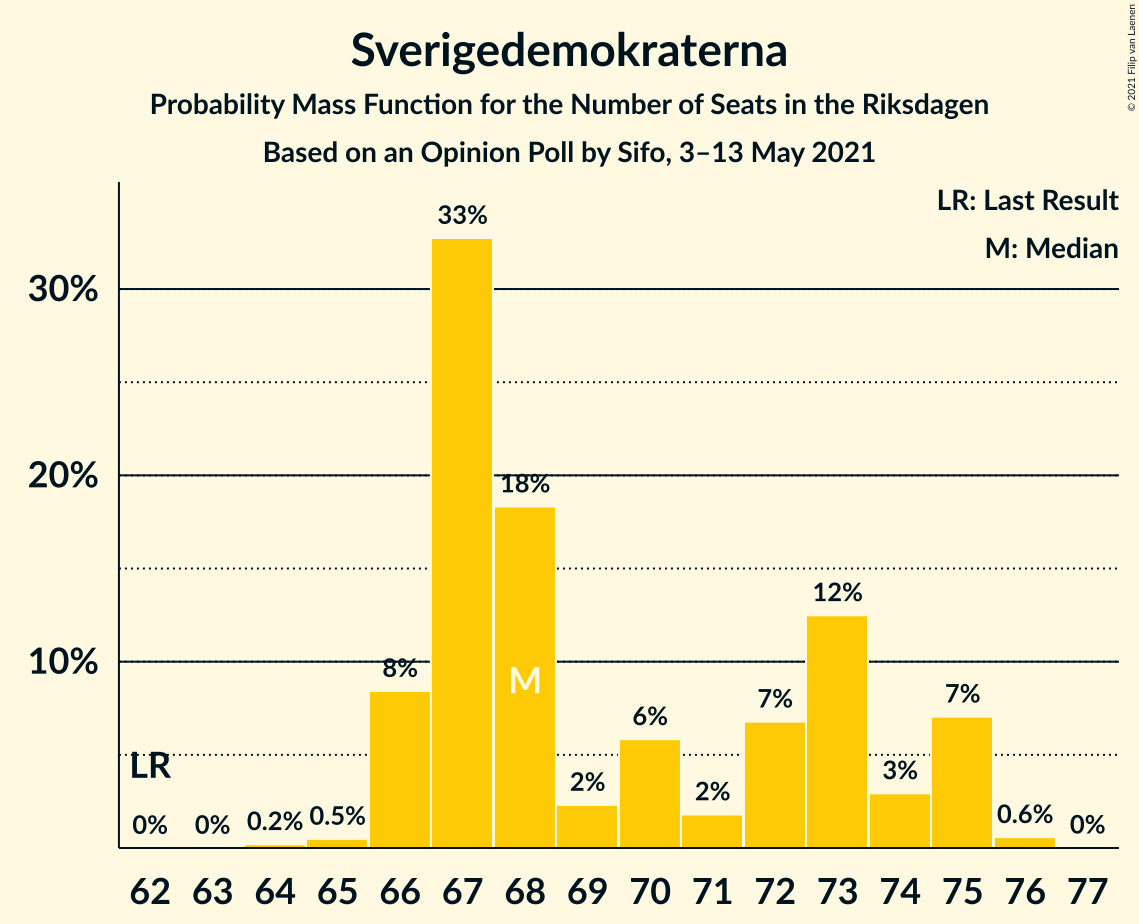 Sverigedemokraterna
Probability Mass Function for the Number of Seats in the Riksdagen
Based on an Opinion Poll by Sifo, 3–13 May 2021
© 2021 Filip van Laenen
LR: Last Result
M: Median
30%
20%
10%
LR
0%
0%
0.2%
0.5%
8%
33%
18%
M
2%
6%
2%
7%
12%
3%
7%
0.6%
0%
62 63 64 65 66 67 68 69 70 71 72 73 74 75 76 77